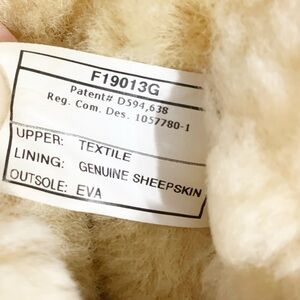 F19013G
Patent# D594,638
Reg. Com. Des. 1057780-1
UPPER: TEXTILE
LINING: GENUINE SHEEPSKIN
OUTSOLE: EVA